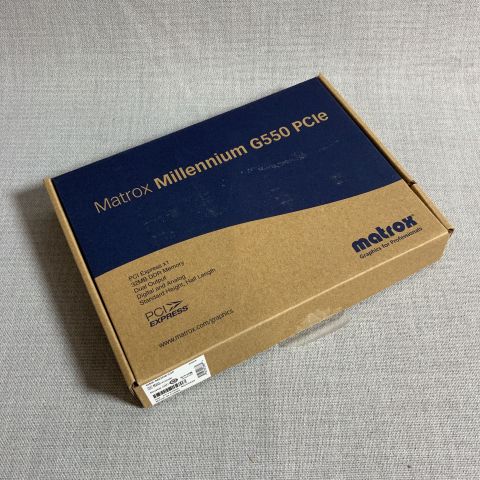 Matrox Millennium G550 PCIe
matrox
Graphics for Professionals
PCI Express x1
32MB DDR Memory
Dual Output
Digital and Analog
Standard Height, Half Length
PCI
EXPRESS
www.matrox.com/graphics